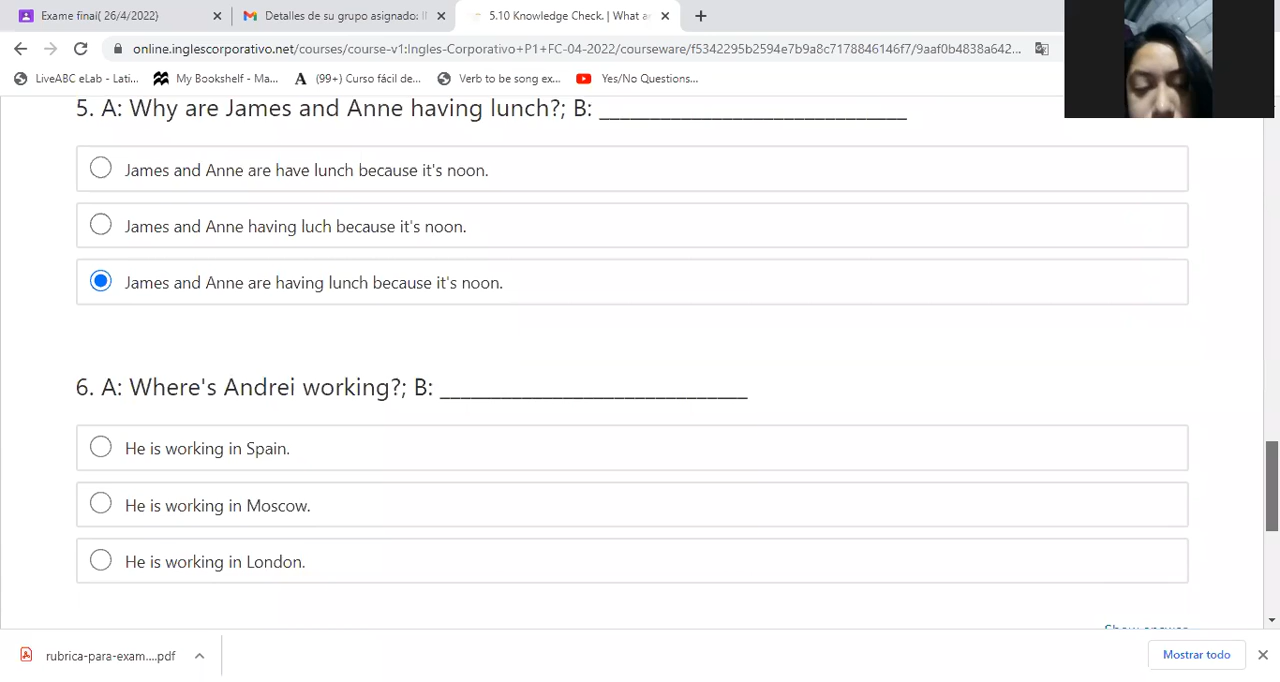 Exame final( 26/4/2022)
Detalles de su grupo asignado: I
5.10 Knowledge Check. | What a
online.inglescorporativo.net/courses/course-v1:Ingles-Corporativo+P1+FC-04-2022/courseware/f5342295b2594e7b9a8c7178846146f7/9aaf0b4838a642...
LiveABC eLab - Lati...
My Bookshelf - Ma...
(99+) Curso fácil de...
Verb to be song ex...
Yes/No Questions...
5. A: Why are James and Anne having lunch?; B: ____________________________
James and Anne are have lunch because it's noon.
James and Anne having luch because it's noon.
James and Anne are having lunch because it's noon.
6. A: Where's Andrei working?; B: ____________________________
He is working in Spain.
He is working in Moscow.
He is working in London.
Show answer
rubrica-para-exam....pdf
Mostrar todo